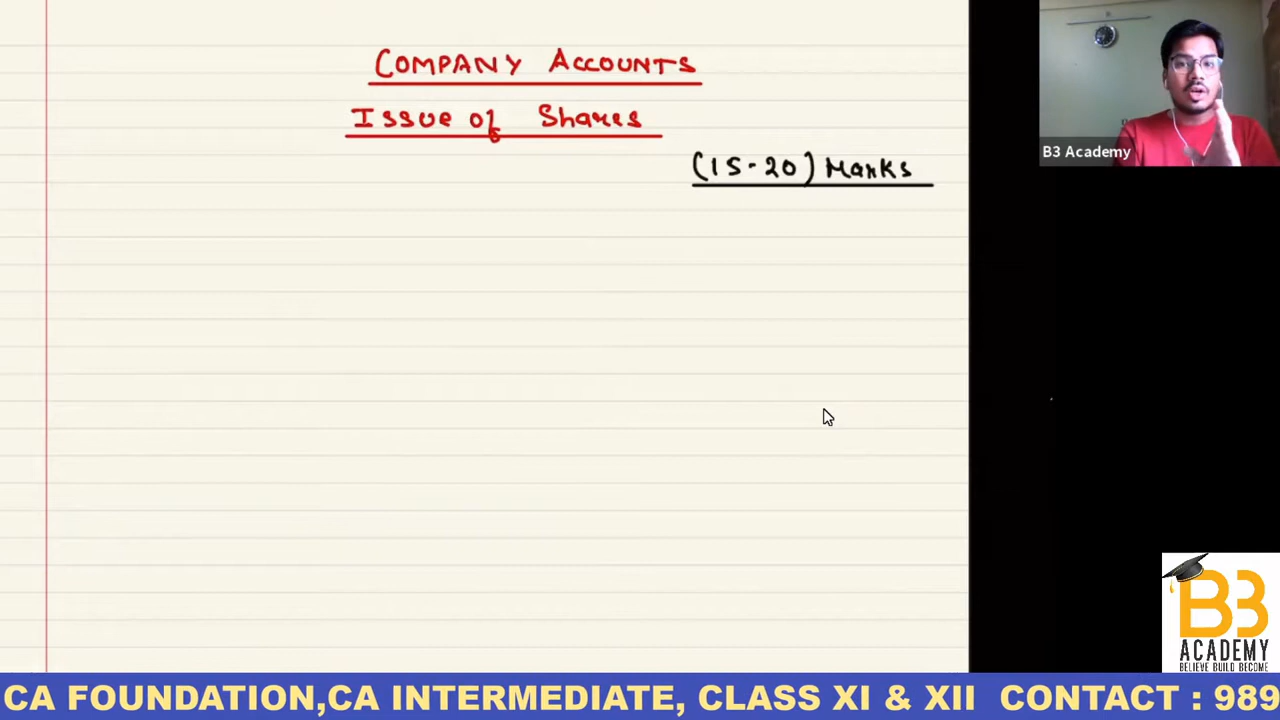 COMPANY ACCOUNTS
Issue of Shares
(15-20) Marks
B3 Academy
B3
ACADEMY
BELIEVE BUILD BECOME
CA FOUNDATION,CA INTERMEDIATE, CLASS XI & XII CONTACT : 989